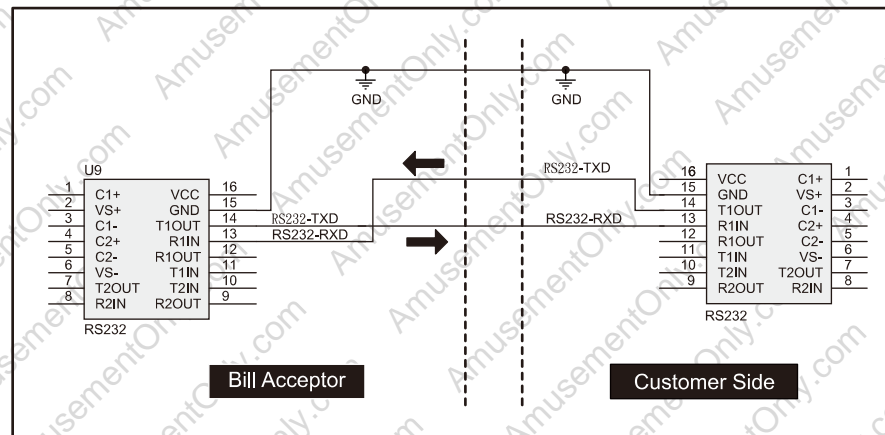 GND
GND
U9
1 C1+ VCC 16
2 VS+ GND 15
3 C1- T1OUT 14
4 C2+ R1IN 13
5 C2- R1OUT 12
6 VS- T1IN 11
7 T2OUT T2IN 10
8 R2IN R2OUT 9
RS232
RS232-TXD
RS232-RXD
RS232-TXD
RS232-RXD
16 VCC C1+ 1
15 GND VS+ 2
14 T1OUT C1- 3
13 R1IN C2+ 4
12 R1OUT C2- 5
11 T1IN VS- 6
10 T2IN T2OUT 7
9 R2OUT R2IN 8
RS232
Bill Acceptor
Customer Side
AmusementOnly.com